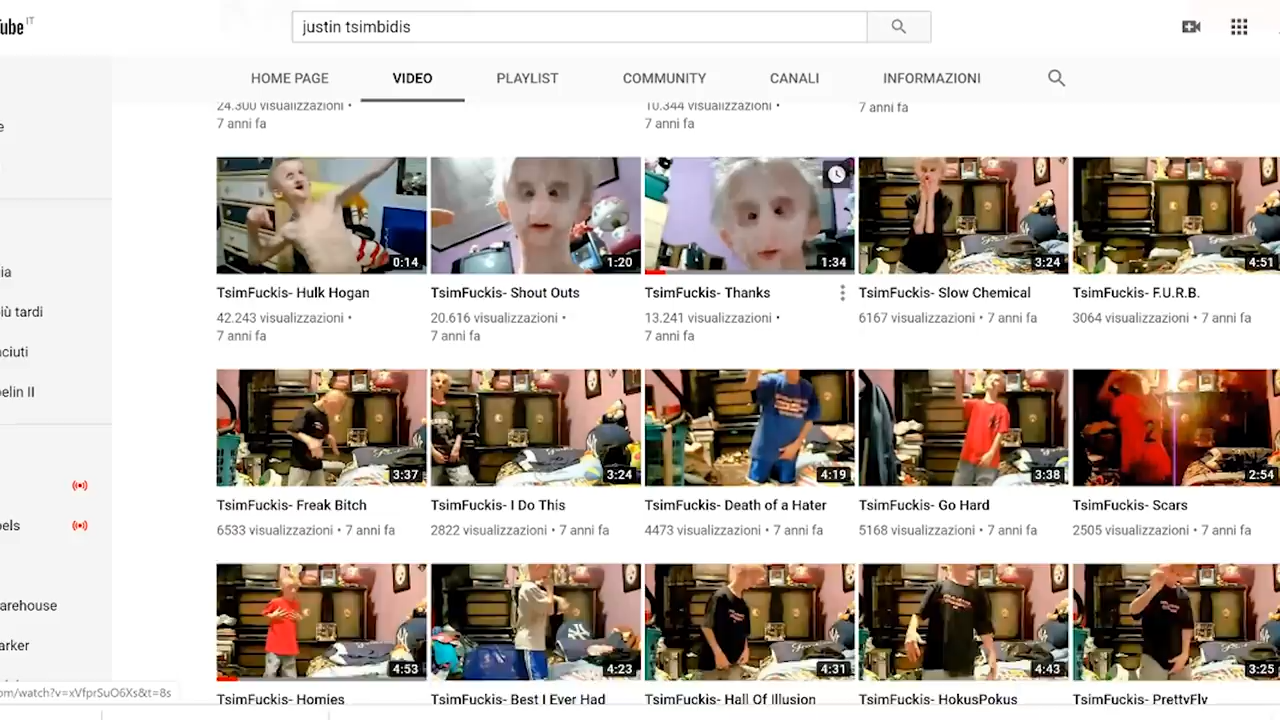 ube IT
justin tsimbidis
HOME PAGE VIDEO PLAYLIST COMMUNITY CANALI INFORMAZIONI
24.300 visualizzazioni •
7 anni fa
10.344 visualizzazioni •
7 anni fa
7 anni fa
e
ia
iù tardi
ciuti
elin II
els
arehouse
arker
0:14
1:20
1:34
3:24
4:51
TsimFuckis- Hulk Hogan
42.243 visualizzazioni •
7 anni fa
TsimFuckis- Shout Outs
20.616 visualizzazioni •
7 anni fa
TsimFuckis- Thanks
13.241 visualizzazioni •
7 anni fa
TsimFuckis- Slow Chemical
6167 visualizzazioni • 7 anni fa
TsimFuckis- F.U.R.B.
3064 visualizzazioni • 7 anni fa
3:37
3:24
4:19
3:38
2:54
TsimFuckis- Freak Bitch
6533 visualizzazioni • 7 anni fa
TsimFuckis- I Do This
2822 visualizzazioni • 7 anni fa
TsimFuckis- Death of a Hater
4473 visualizzazioni • 7 anni fa
TsimFuckis- Go Hard
5168 visualizzazioni • 7 anni fa
TsimFuckis- Scars
2505 visualizzazioni • 7 anni fa
4:53
4:23
4:31
4:43
3:25
TsimFuckis- Homies
TsimFuckis- Best I Ever Had
TsimFuckis- Hall Of Illusion
TsimFuckis- HokusPokus
TsimFuckis- PrettyFly
om/watch?v=xVfprSuO6Xs&t=8s